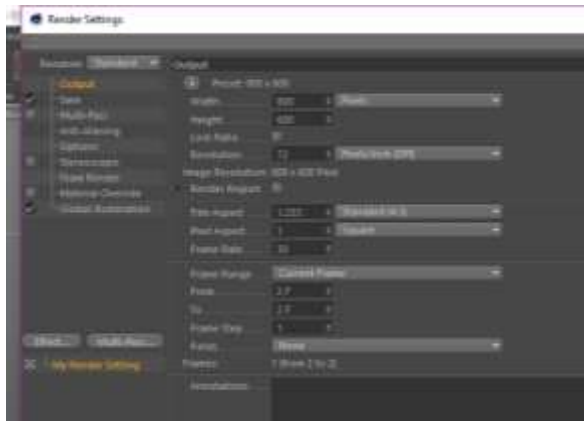 Render Settings
Renderer Standard
Output
Save
Multi-Pass
Anti-Aliasing
Options
Stereoscopic
Material Override
Output
Preset: 800 x 600
Width 800 Pixels
Height 600
Lock Ratio
Resolution 72 Pixels/Inch (DPI)
Image Resolution: 800 x 600 Pixel
Render Region
Film Aspect 1.333 Standard (4:3)
Pixel Aspect 1 Square
Frame Rate 30
Frame Range Current Frame
From 2 F
To 2 F
Frame Step 1
Fields None
Frames 1 (from 2 to 2)
Annotations
Effect... Multi-Pass...
My Render Setting